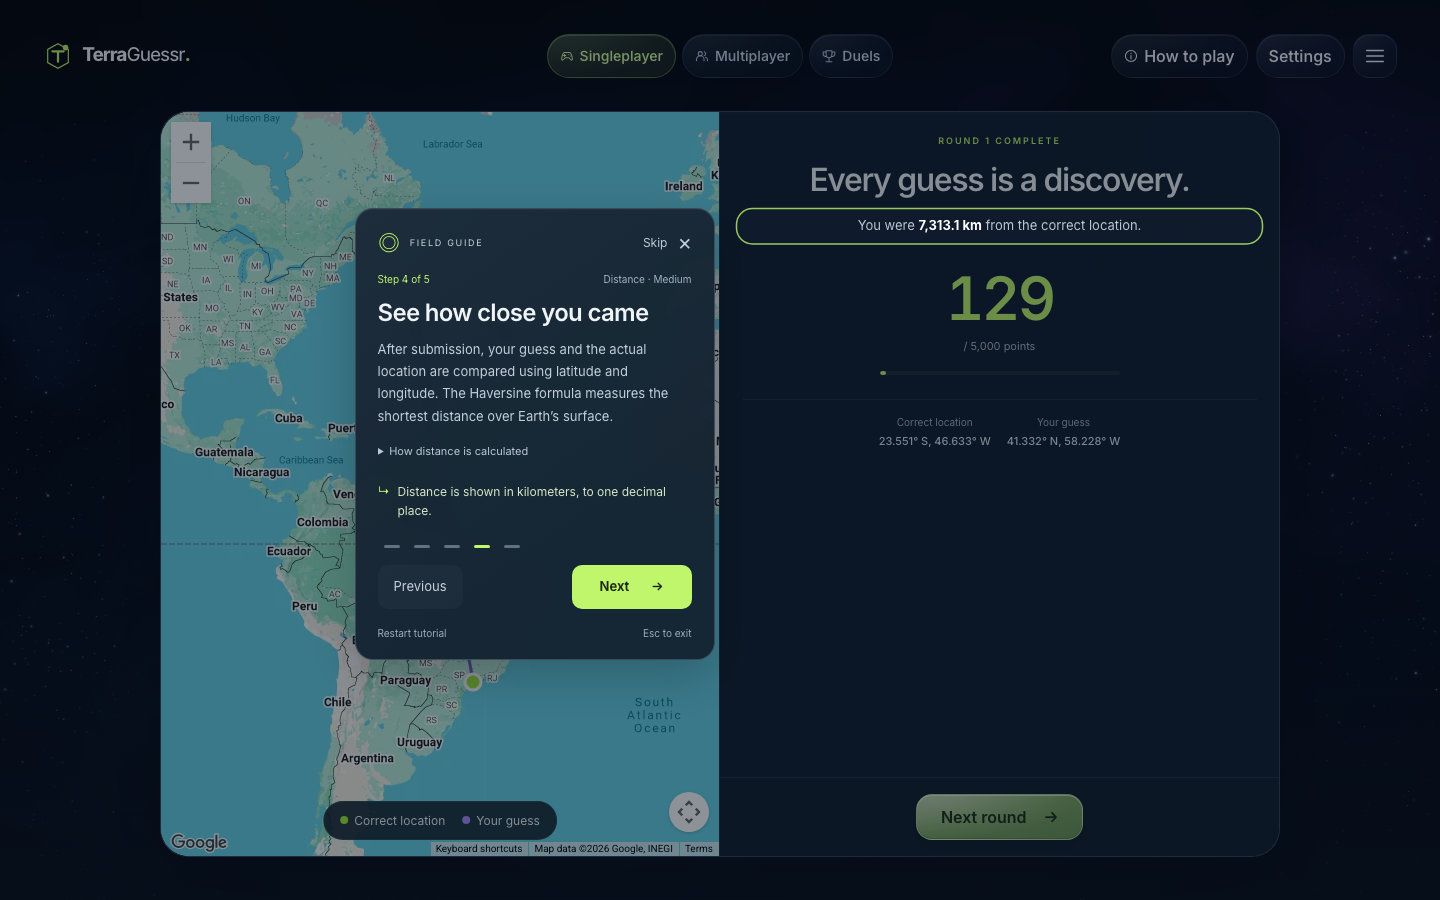 TerraGuessr.
Singleplayer
Multiplayer
Duels
How to play
Settings
Hudson Bay
Labrador Sea
NL
ON
QC
Ireland
ND
MN
SD
WI
MI
ME
NH
NY
MA
IA
NE
IL
IN
OH
PA
MD
DE
States
MO
KY
WV
VA
OK
AR
TN
NC
SC
MS
AL
GA
TX
LA
FL
co
Cuba
Guatemala
Caribbean Sea
Nicaragua
Colombia
Ecuador
AC
Peru
MS
Paraguay
SP
RJ
PR
Chile
SC
RS
Uruguay
Argentina
South
Atlantic
Ocean
FIELD GUIDE
Skip
Step 4 of 5
Distance · Medium
See how close you came
After submission, your guess and the actual
location are compared using latitude and
longitude. The Haversine formula measures the
shortest distance over Earth’s surface.
How distance is calculated
Distance is shown in kilometers, to one decimal
place.
Previous
Next
Restart tutorial
Esc to exit
Correct location
Your guess
Google
Keyboard shortcuts
Map data ©2026 Google, INEGI
Terms
ROUND 1 COMPLETE
Every guess is a discovery.
You were 7,313.1 km from the correct location.
129
/ 5,000 points
Correct location
Your guess
23.551° S, 46.633° W
41.332° N, 58.228° W
Next round